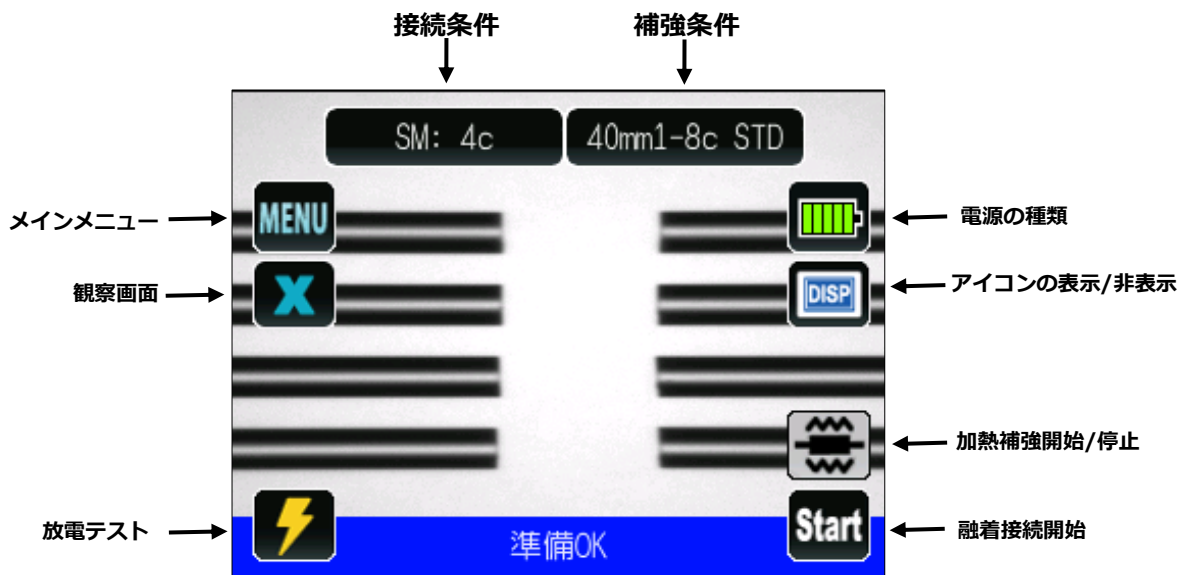 接続条件
補強条件
SM: 4c
40mm1-8c STD
メインメニュー
MENU
電源の種類
観察画面
X
DISP
アイコンの表示/非表示
加熱補強開始/停止
放電テスト
準備OK
Start
融着接続開始